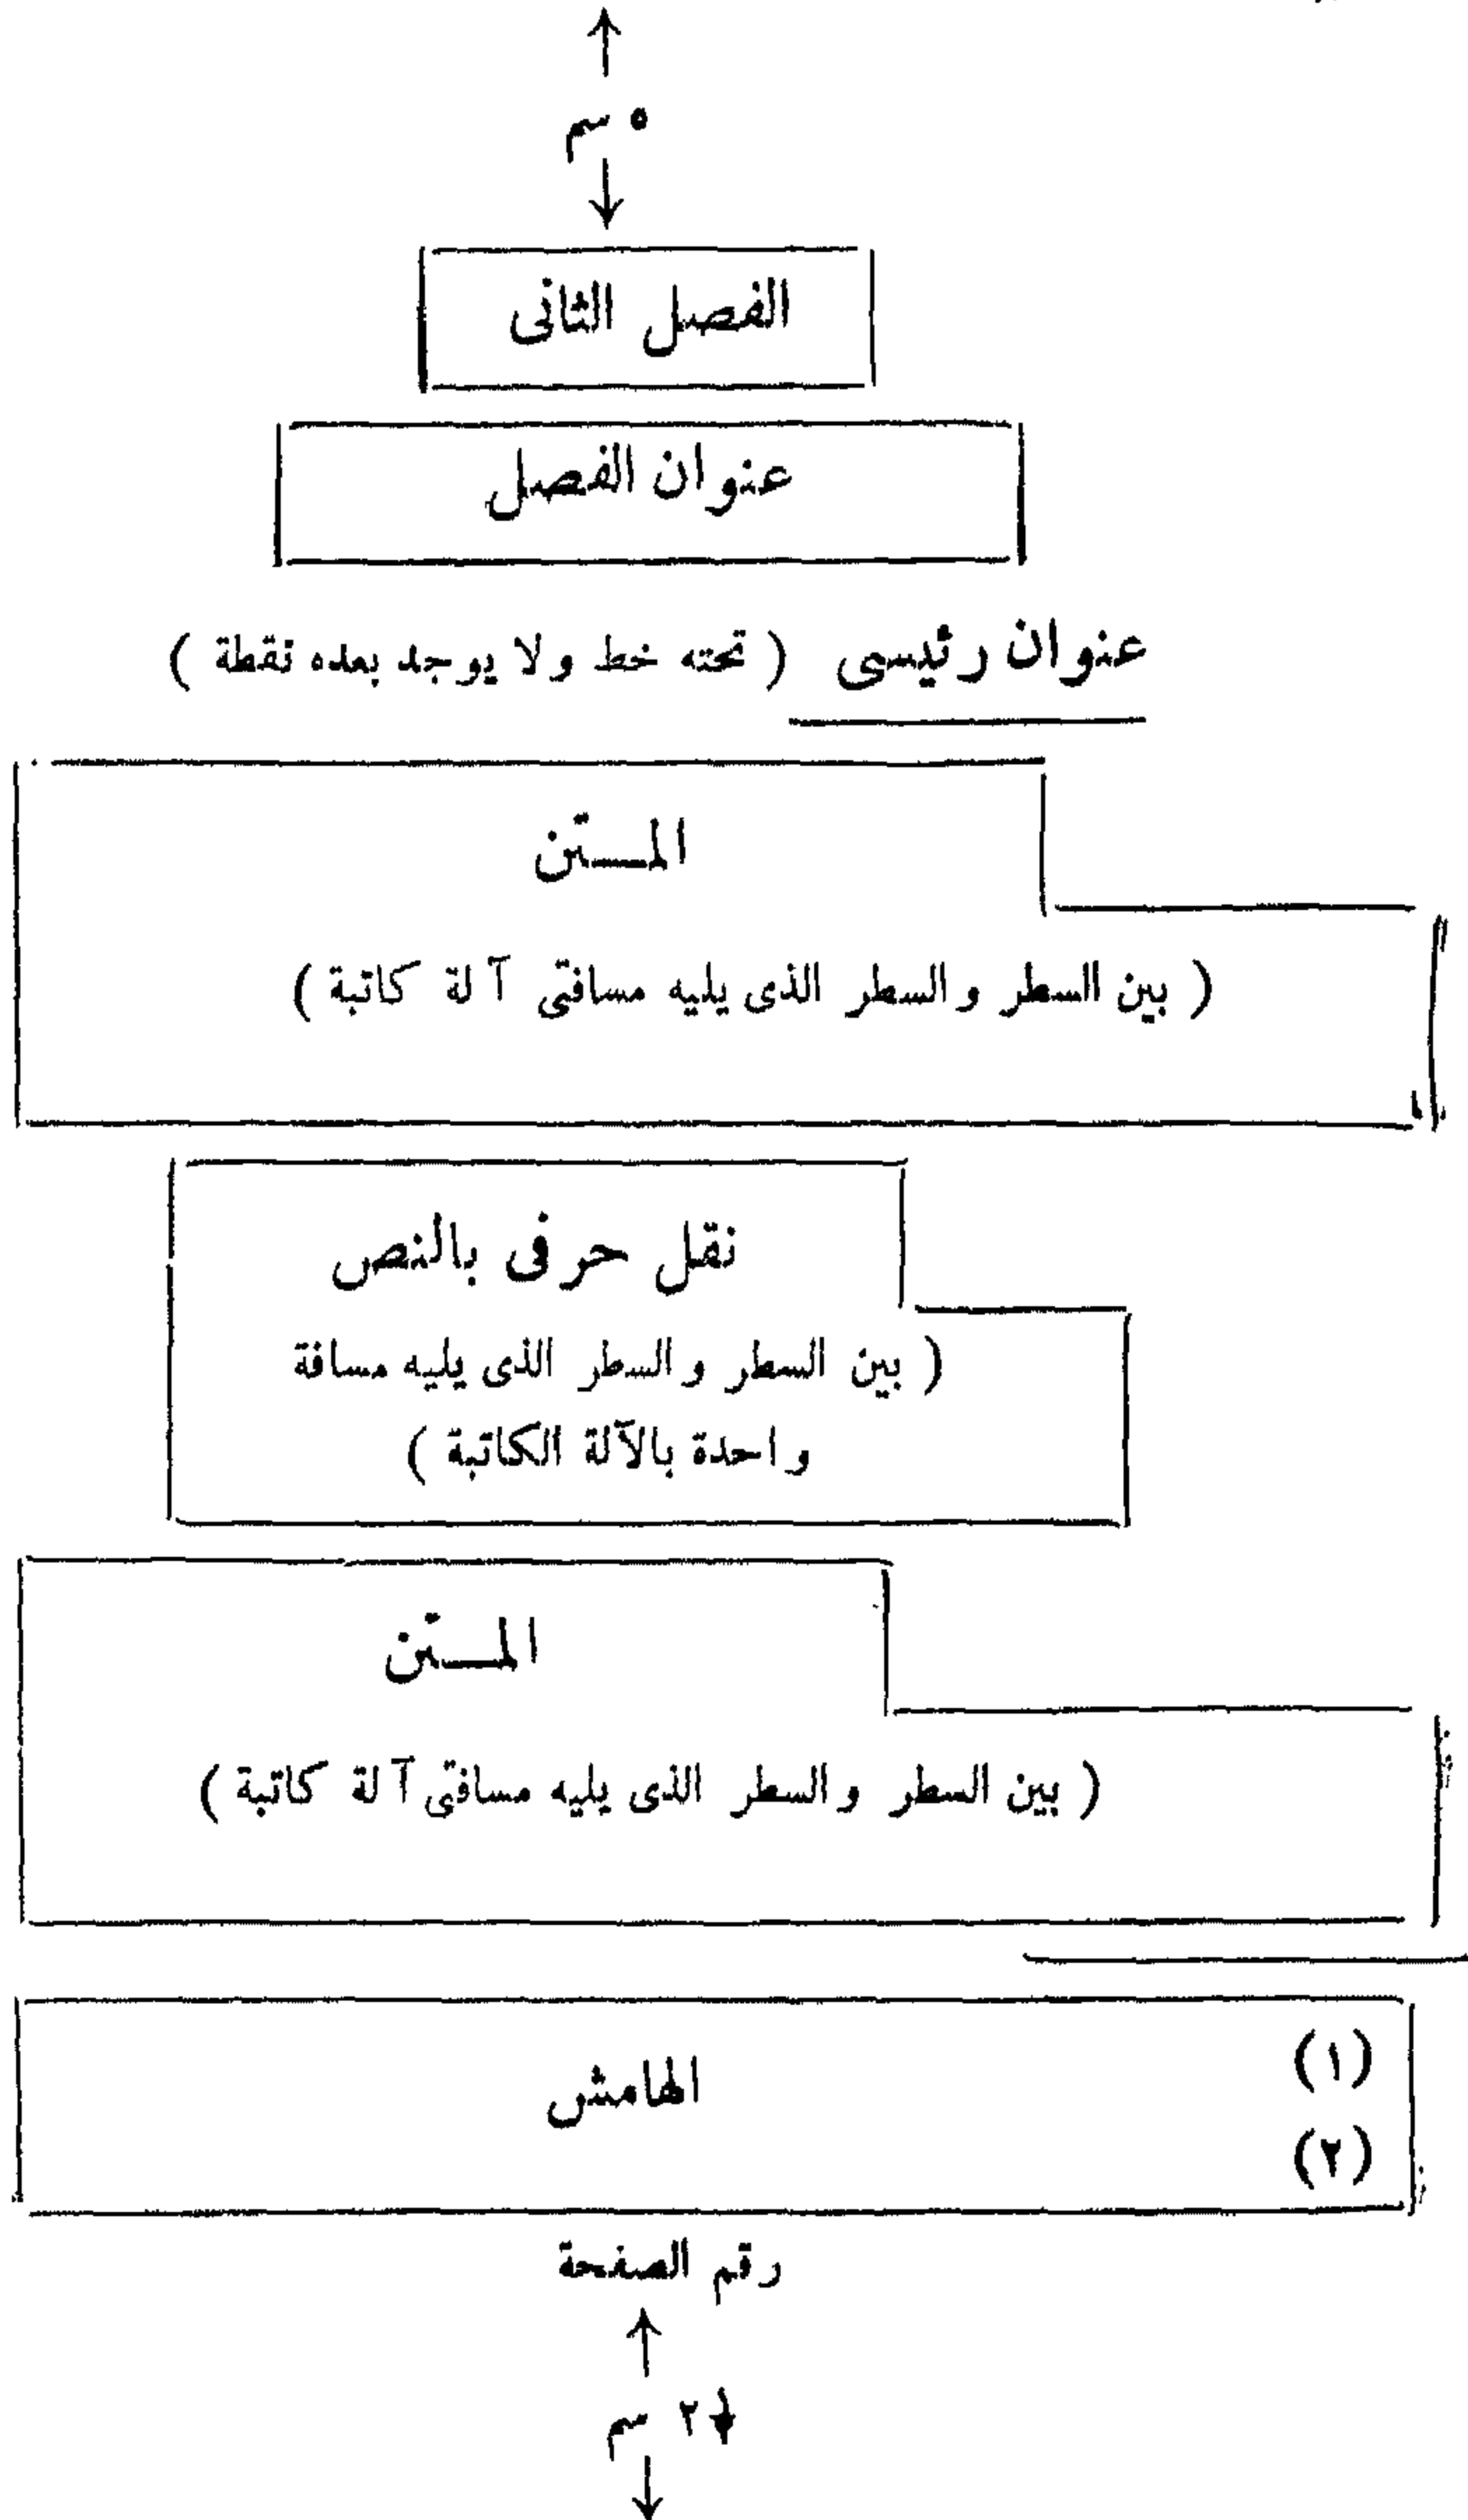 ٥ سم
الفصل الثانى
عنوان الفصل
عنوان رئيسى ( تحته خط ولا يوجد بعده نقطة )
المـــتن
( بين السطر والسطر الذى يليه مسافتى آلة كاتبة )
نقل حرفى بالنص
( بين السطر والسطر الذى يليه مسافة
واحدة بالآلة الكاتبة )
المـــتن
( بين السطر والسطر الذى يليه مسافتى آلة كاتبة )
(١)
الهامش
(٢)
رقم الصفحة
٢ سم